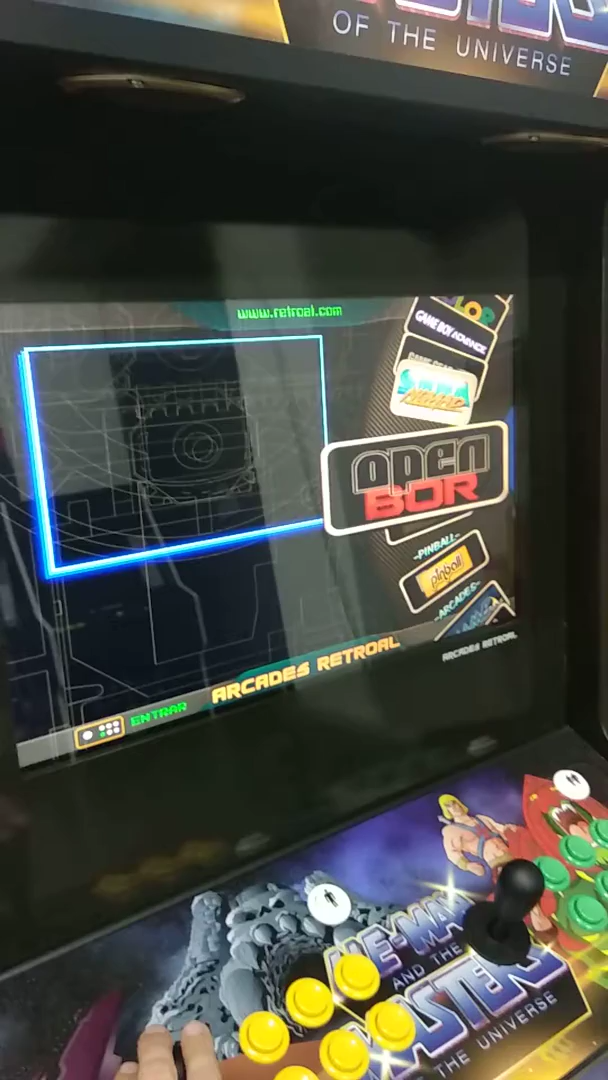 OF THE UNIVERSE
www.retroal.com
GAME BOY ADVANCE
open
BOR
-PINBALL-
pinball
-ARCADES-
ARCADES RETROAL
ARCADES RETROAL
ENTRAR
HE-MAN
AND THE
MASTERS
THE UNIVERSE